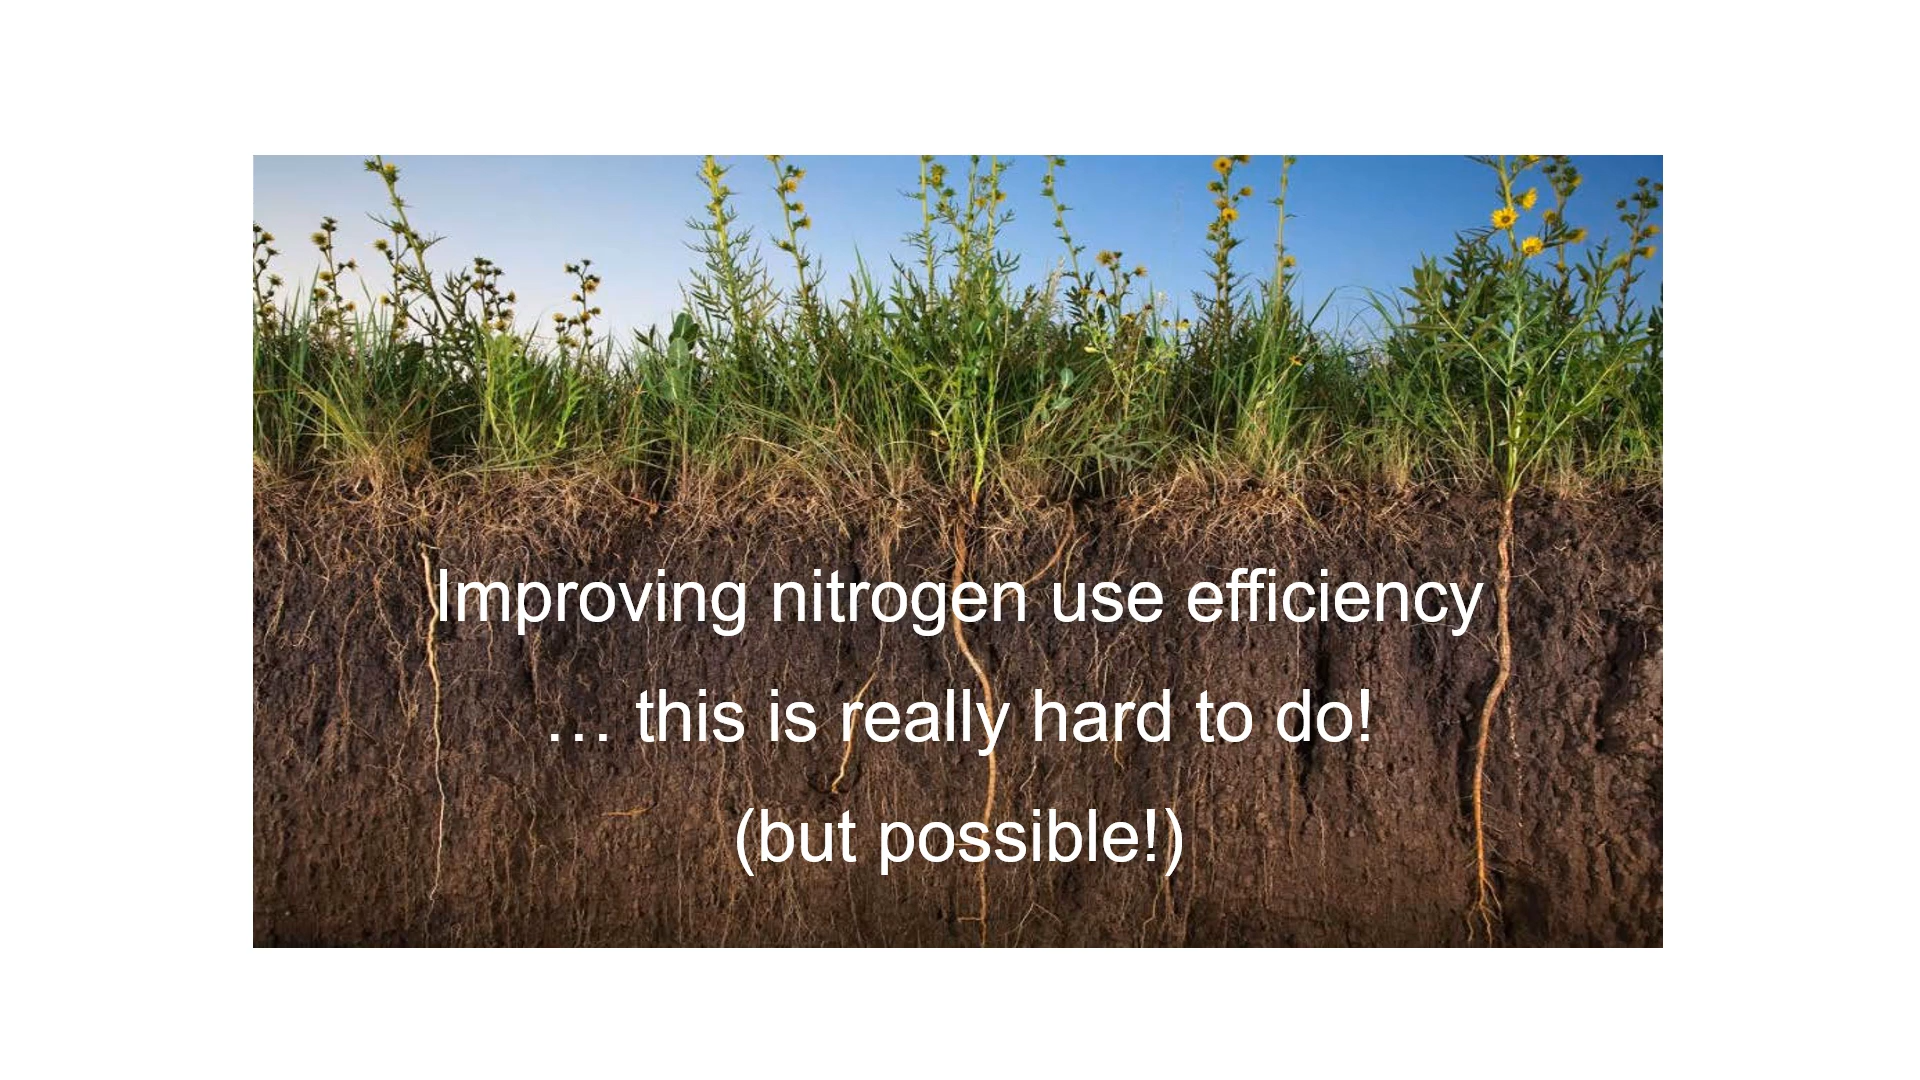 Improving nitrogen use efficiency
… this is really hard to do!
(but possible!)